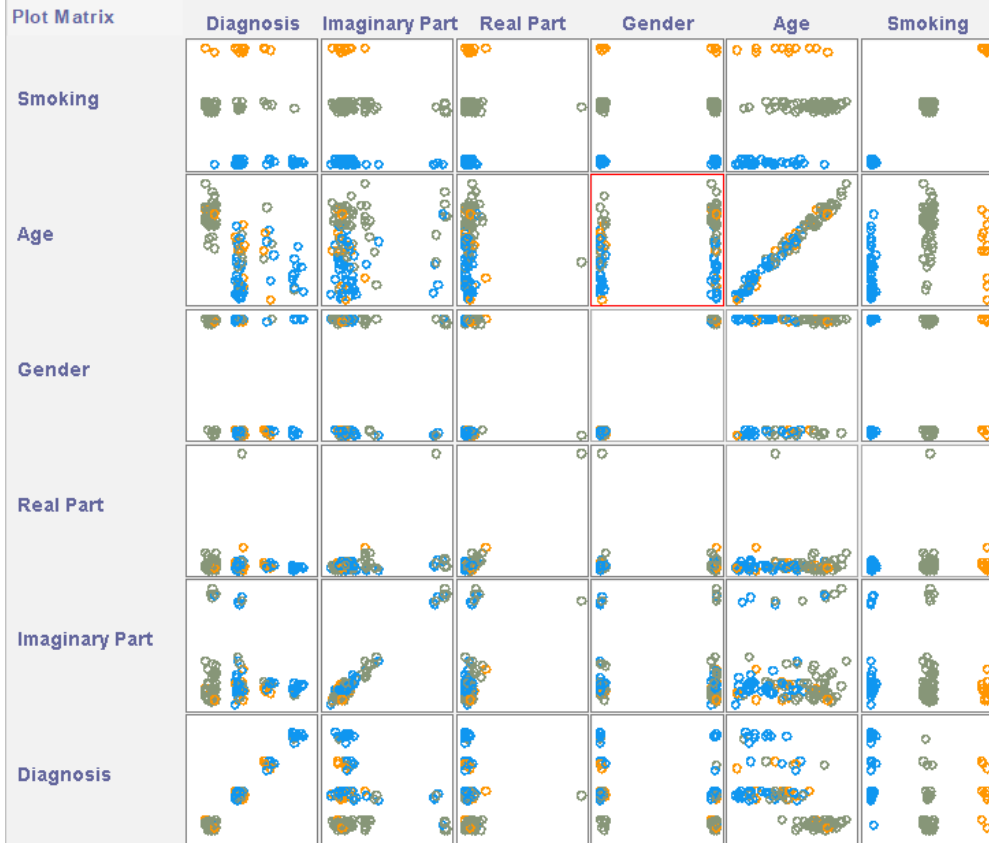 Plot Matrix
Diagnosis Imaginary Part Real Part Gender Age Smoking
Smoking
Age
Gender
Real Part
Imaginary Part
Diagnosis